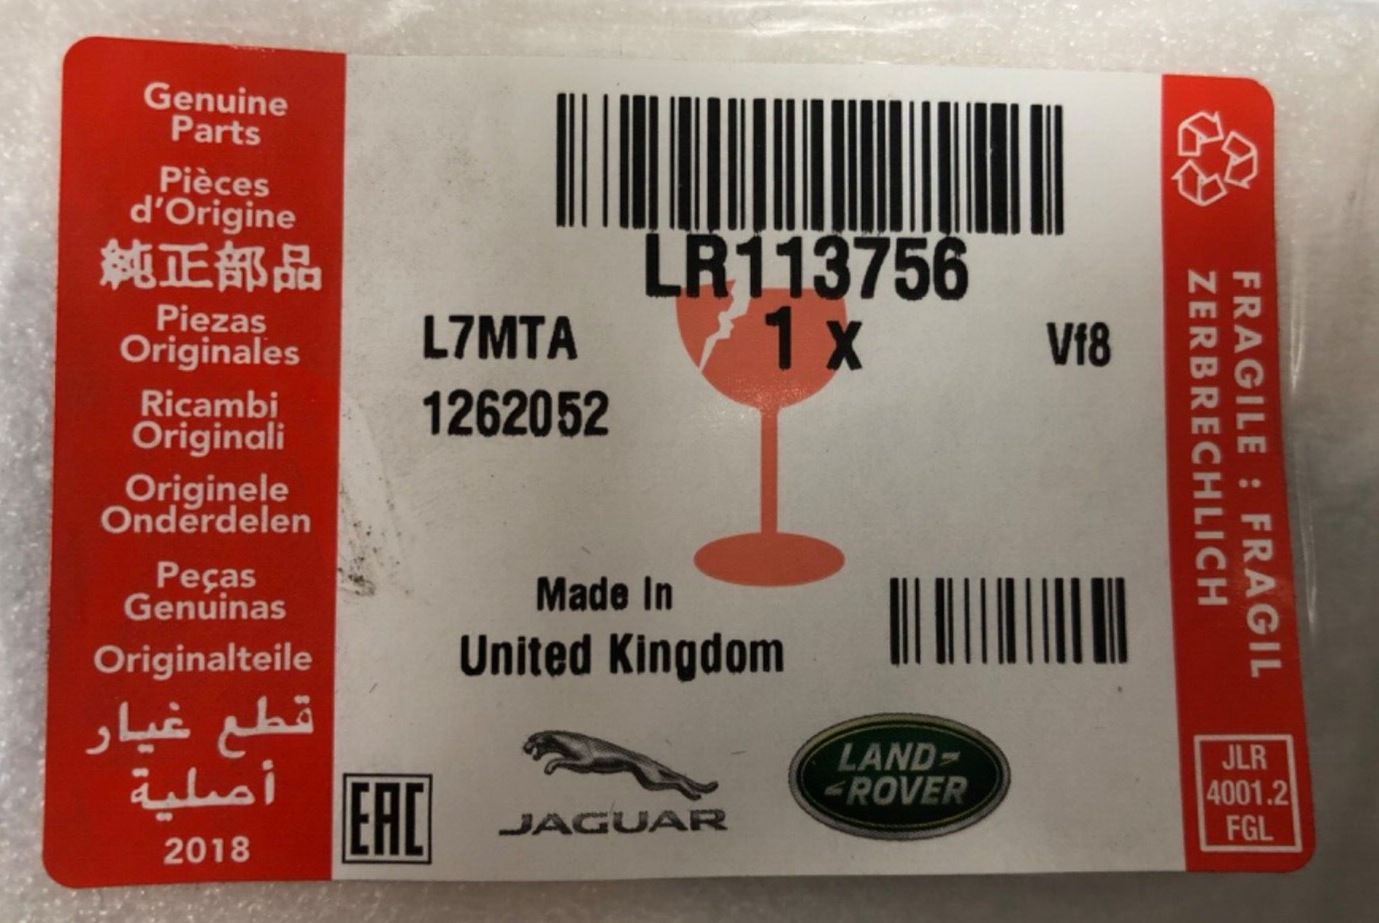 Genuine
Parts
Pièces
d'Origine
純正部品
Piezas
Originales
Ricambi
Originali
Originele
Onderdelen
Peças
Genuinas
Originalteile
قطع غيار
أصلية
2018
LR113756
L7MTA
1 x
Vf8
1262052
Made In
United Kingdom
EAC
JAGUAR
LAND-
-ROVER
FRAGILE : FRAGIL
ZERBRECHLICH
JLR
4001.2
FGL